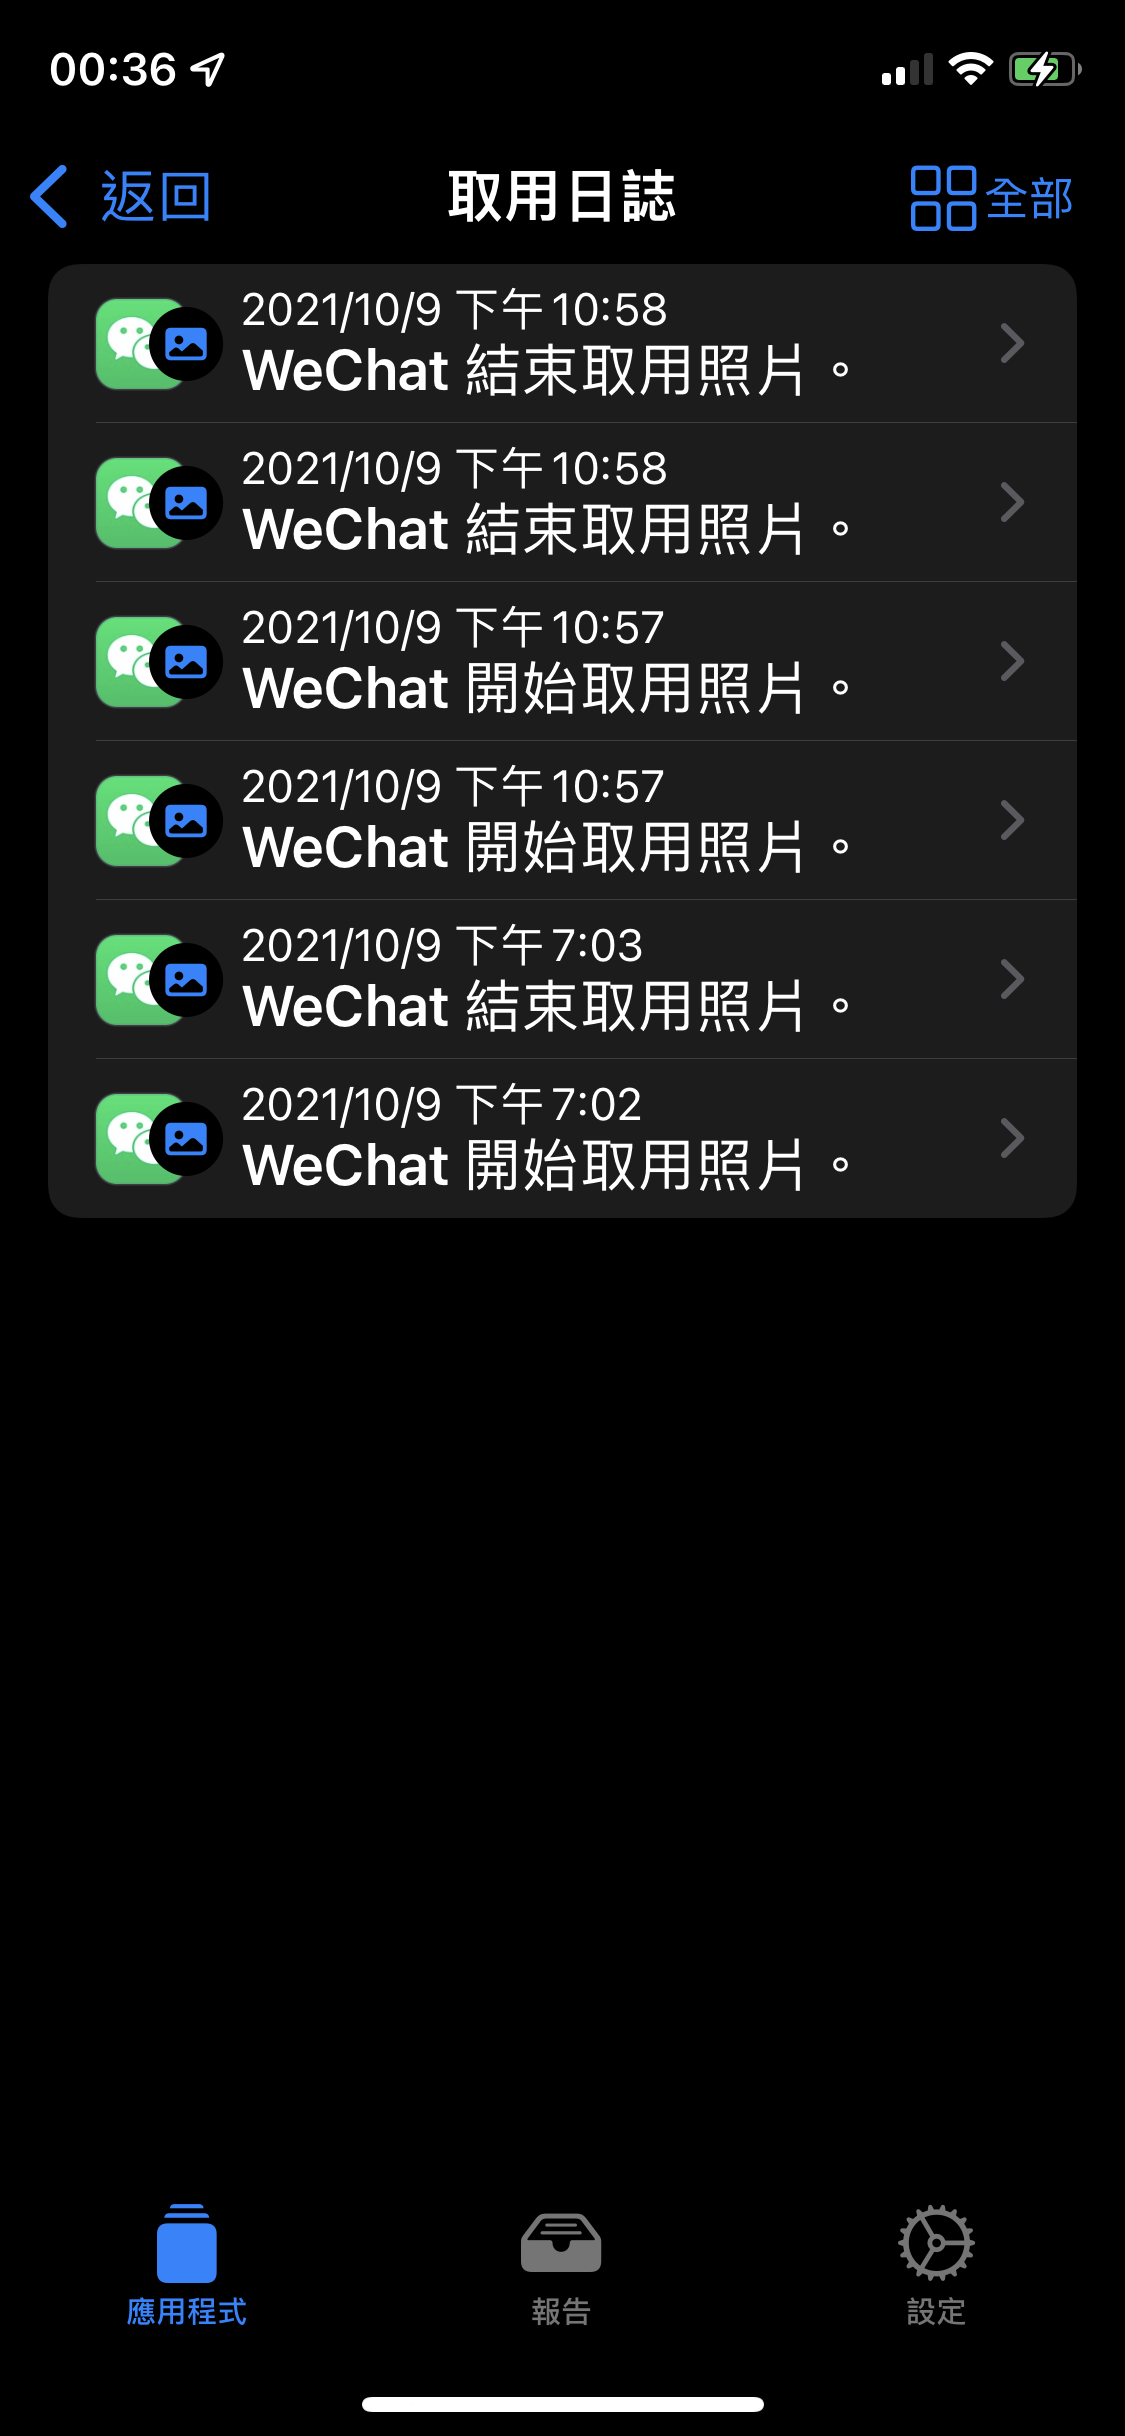 00:36
返回
取用日誌
全部
2021/10/9 下午10:58
WeChat 結束取用照片。
2021/10/9 下午10:58
WeChat 結束取用照片。
2021/10/9 下午10:57
WeChat 開始取用照片。
2021/10/9 下午10:57
WeChat 開始取用照片。
2021/10/9 下午7:03
WeChat 結束取用照片。
2021/10/9 下午7:02
WeChat 開始取用照片。
應用程式
報告
設定